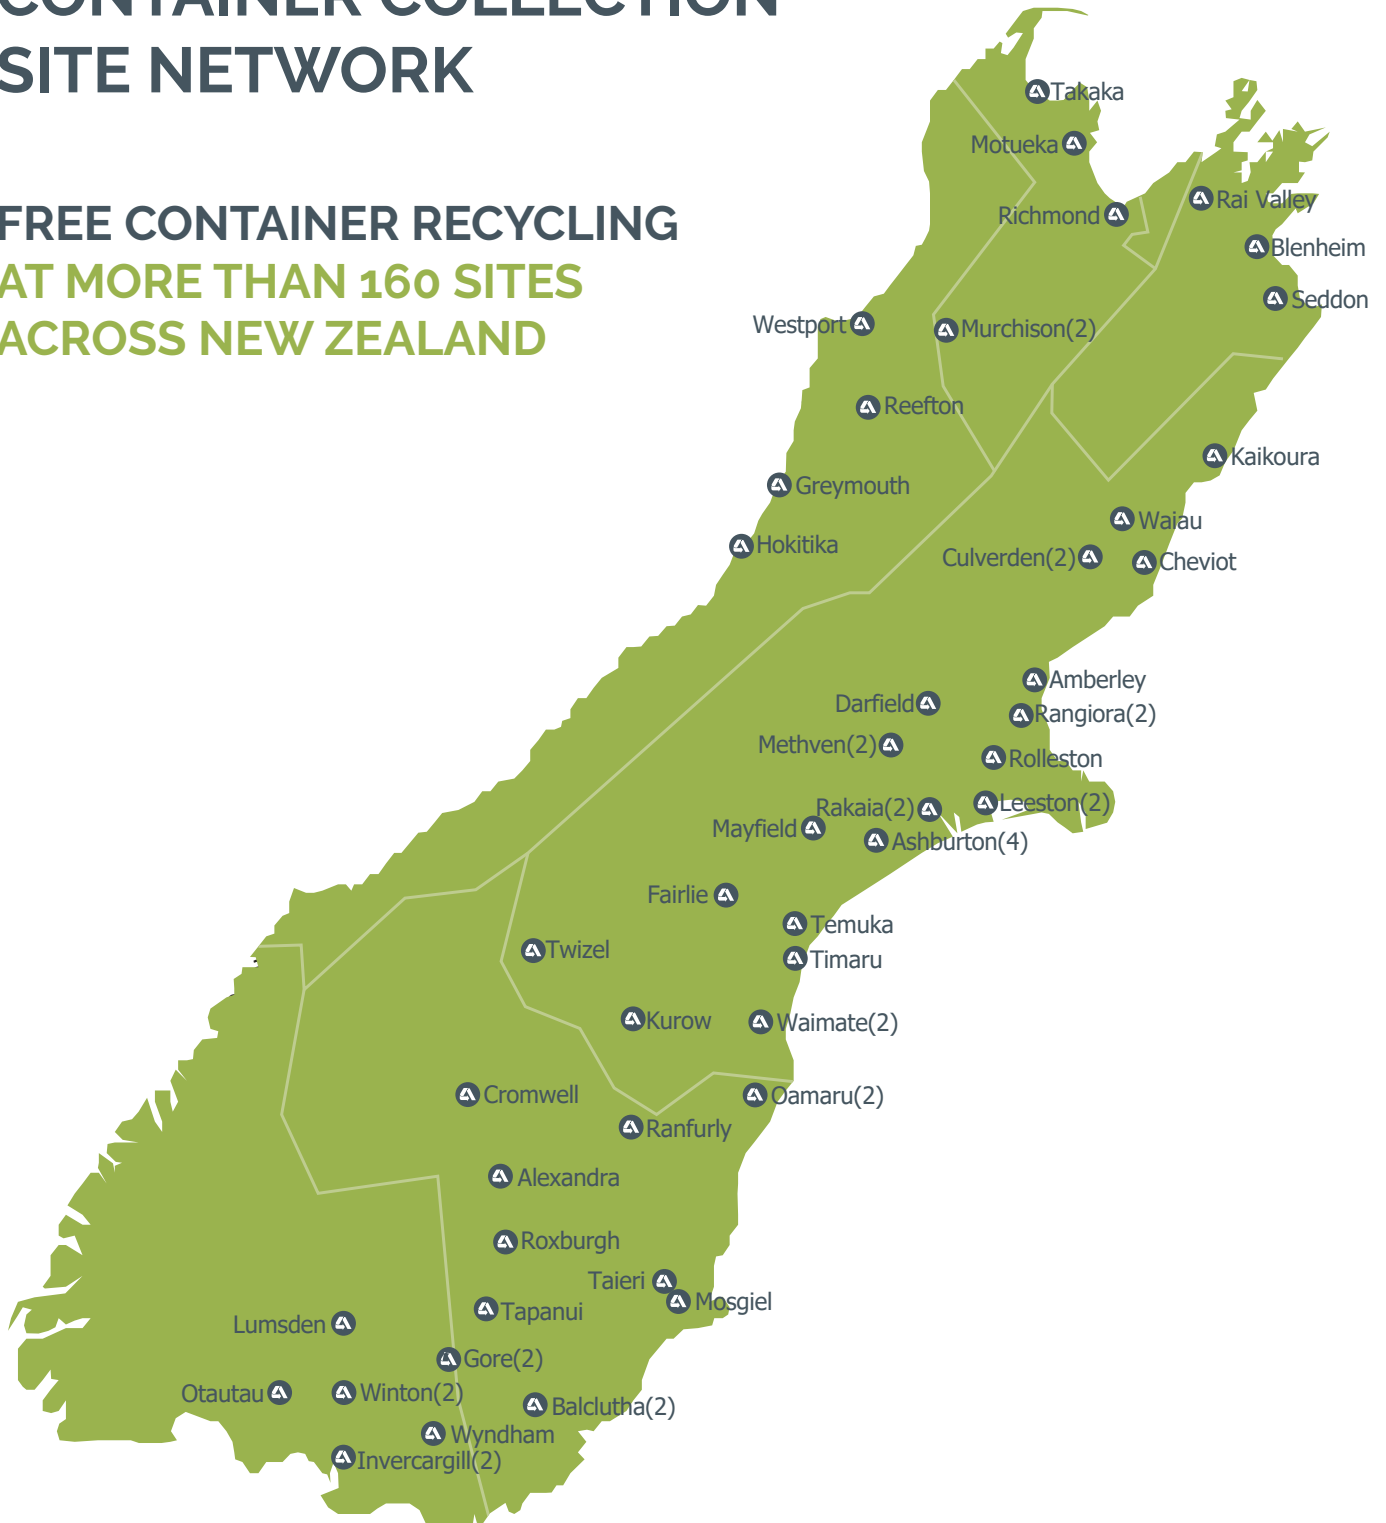 CONTAINER COLLECTION
SITE NETWORK
FREE CONTAINER RECYCLING
AT MORE THAN 160 SITES
ACROSS NEW ZEALAND
Takaka
Motueka
Rai Valley
Richmond
Blenheim
Seddon
Westport
Murchison(2)
Reefton
Kaikoura
Greymouth
Waiau
Hokitika
Culverden(2)
Cheviot
Amberley
Darfield
Rangiora(2)
Methven(2)
Rolleston
Leeston(2)
Rakaia(2)
Mayfield
Ashburton(4)
Fairlie
Temuka
Twizel
Timaru
Kurow
Waimate(2)
Cromwell
Oamaru(2)
Ranfurly
Alexandra
Roxburgh
Taieri
Mosgiel
Tapanui
Lumsden
Gore(2)
Otautau
Winton(2)
Balclutha(2)
Wyndham
Invercargill(2)